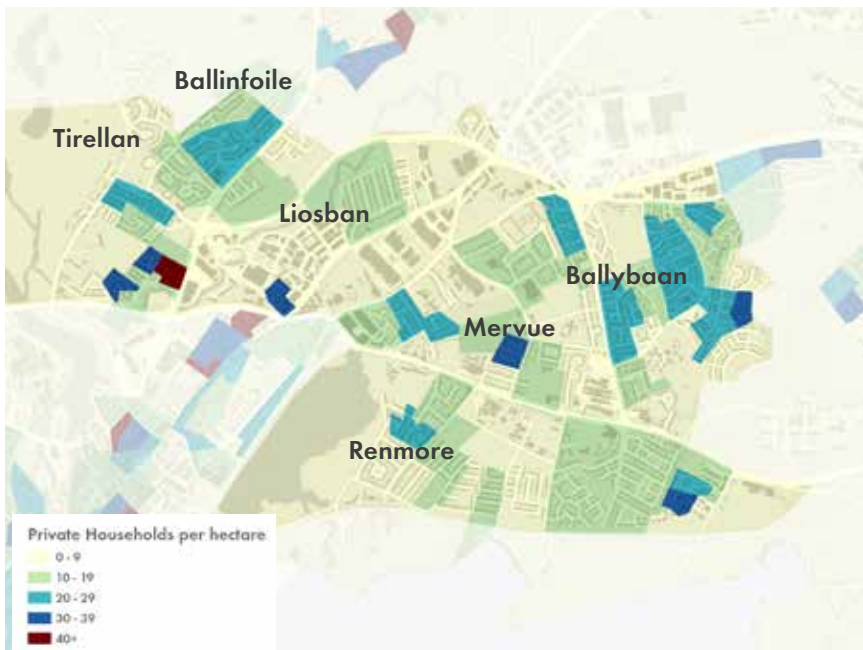 Ballinfoile
Tirellan
Liosban
Ballybaan
Mervue
Renmore
Private Households per hectare
0 - 9
10 - 19
20 - 29
30 - 39
40+